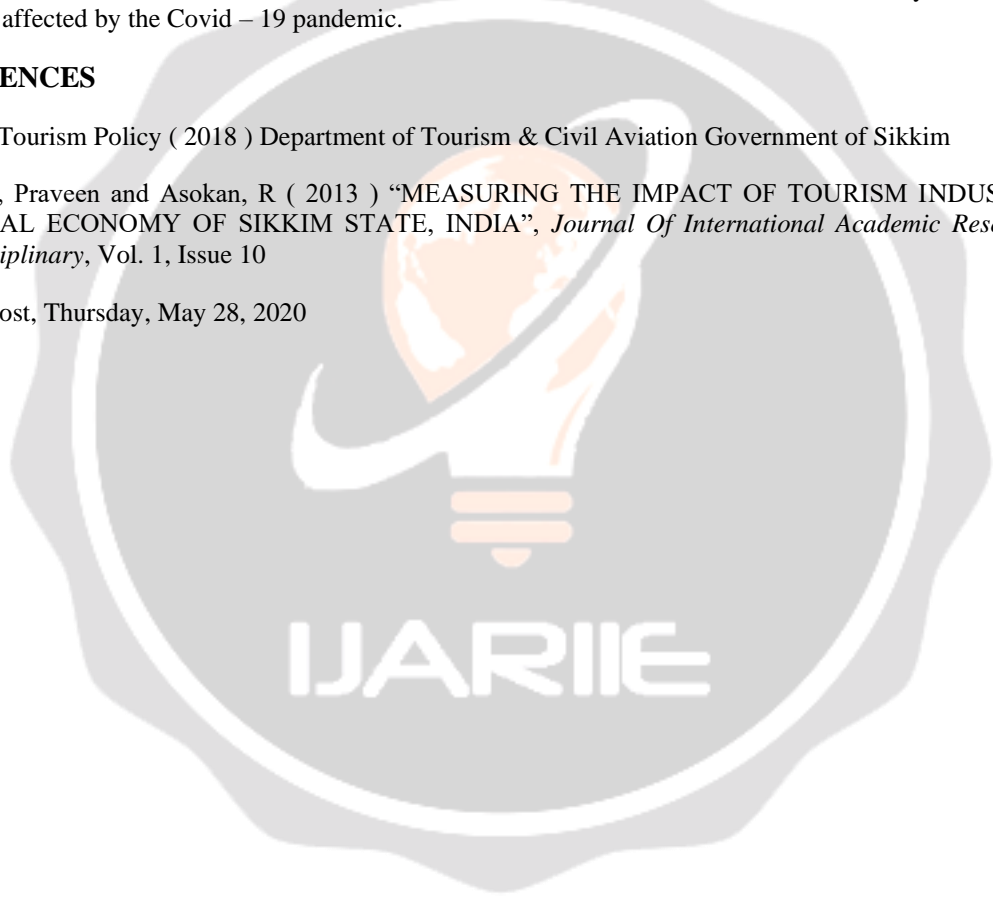 affected by the Covid – 19 pandemic.
ENCES
Tourism Policy ( 2018 ) Department of Tourism & Civil Aviation Government of Sikkim
, Praveen and Asokan, R ( 2013 ) “MEASURING THE IMPACT OF TOURISM INDUS
AL ECONOMY OF SIKKIM STATE, INDIA”, Journal Of International Academic Rese
iplinary, Vol. 1, Issue 10
ost, Thursday, May 28, 2020
IJARIIE